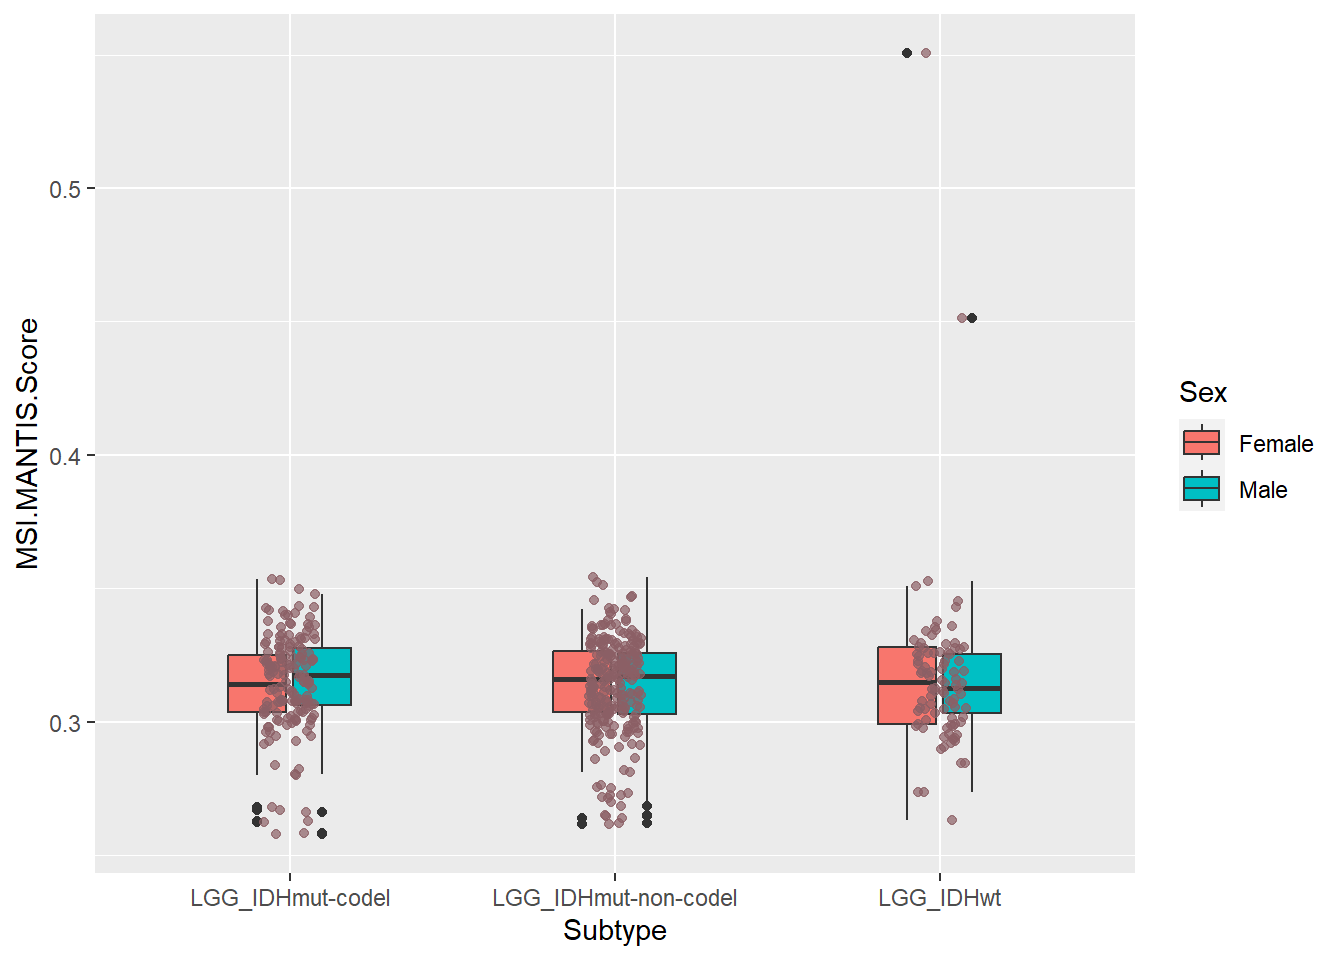 MSI.MANTIS.Score
0.5
0.4
0.3
LGG_IDHmut-codel
LGG_IDHmut-non-codel
LGG_IDHwt
Subtype
Sex
Female
Male